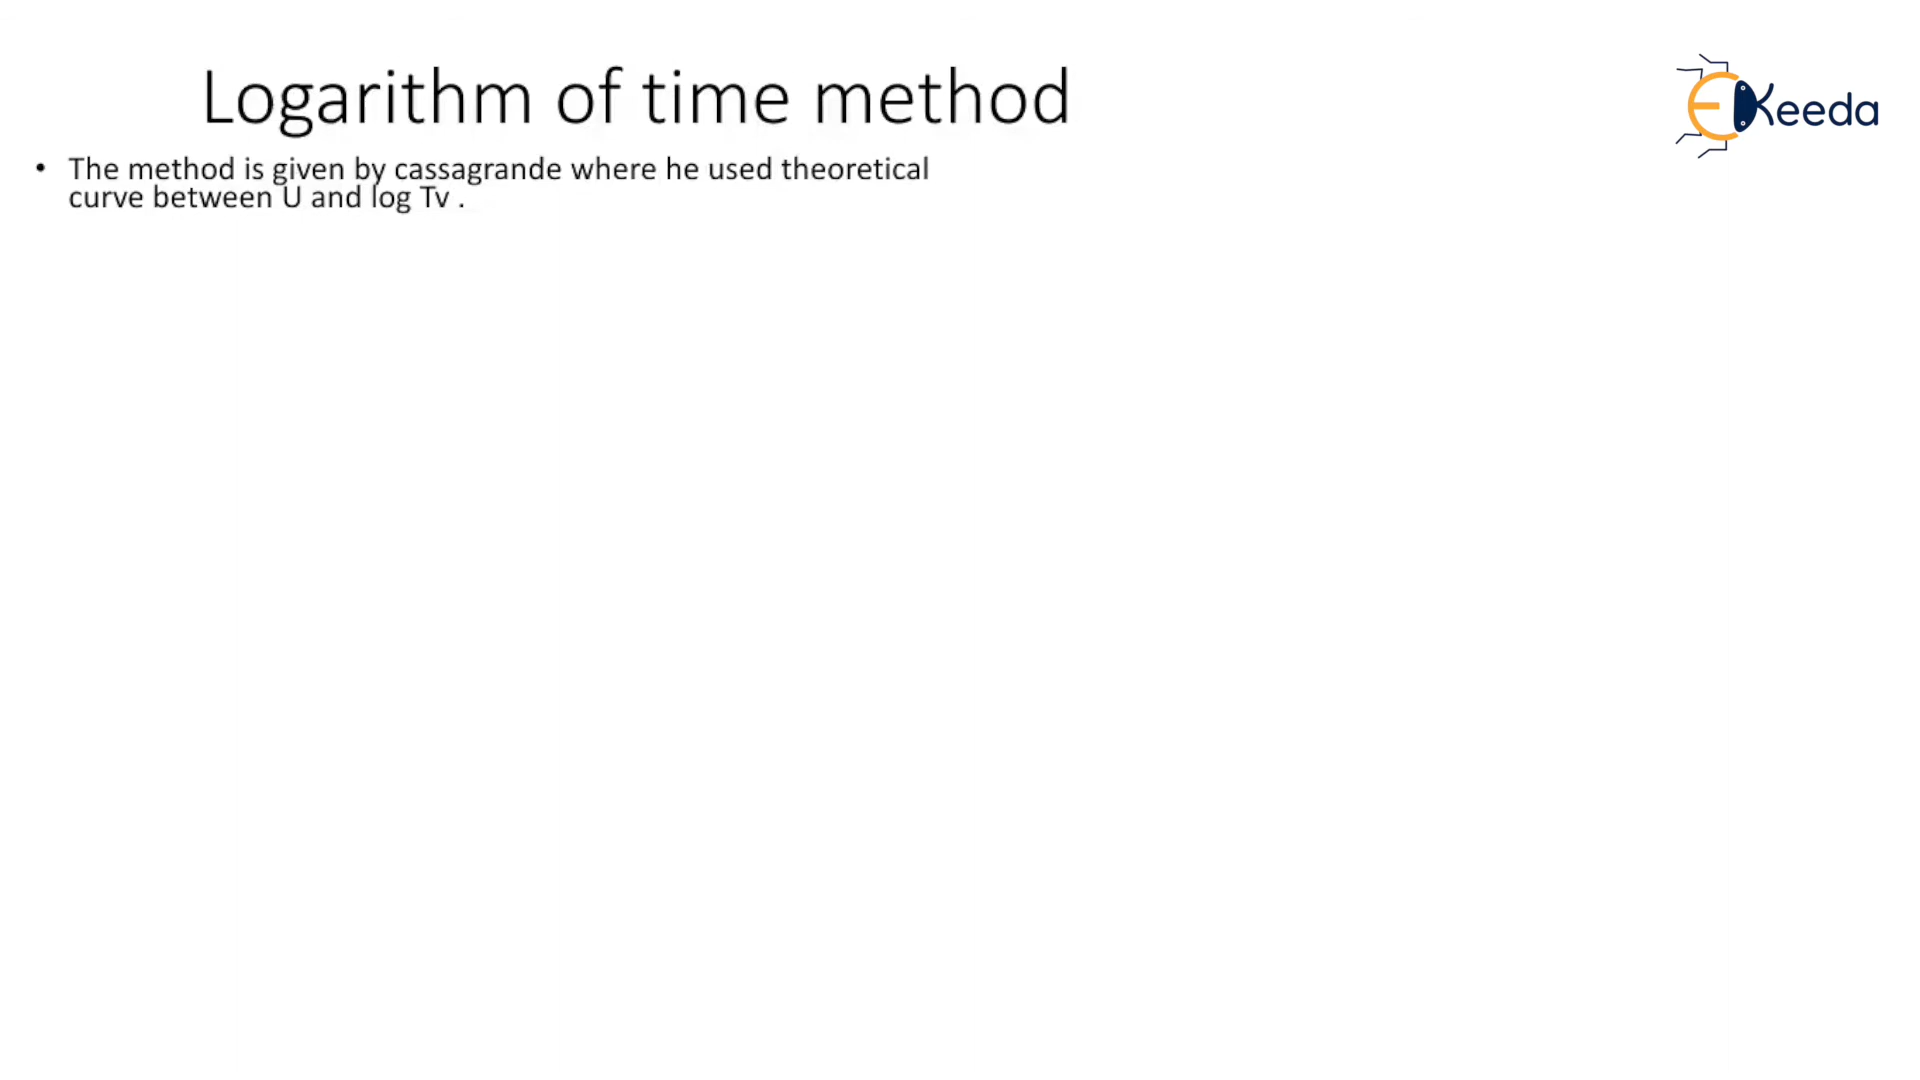 Logarithm of time method
EKeeda
• The method is given by cassagrande where he used theoretical
curve between U and log Tv .